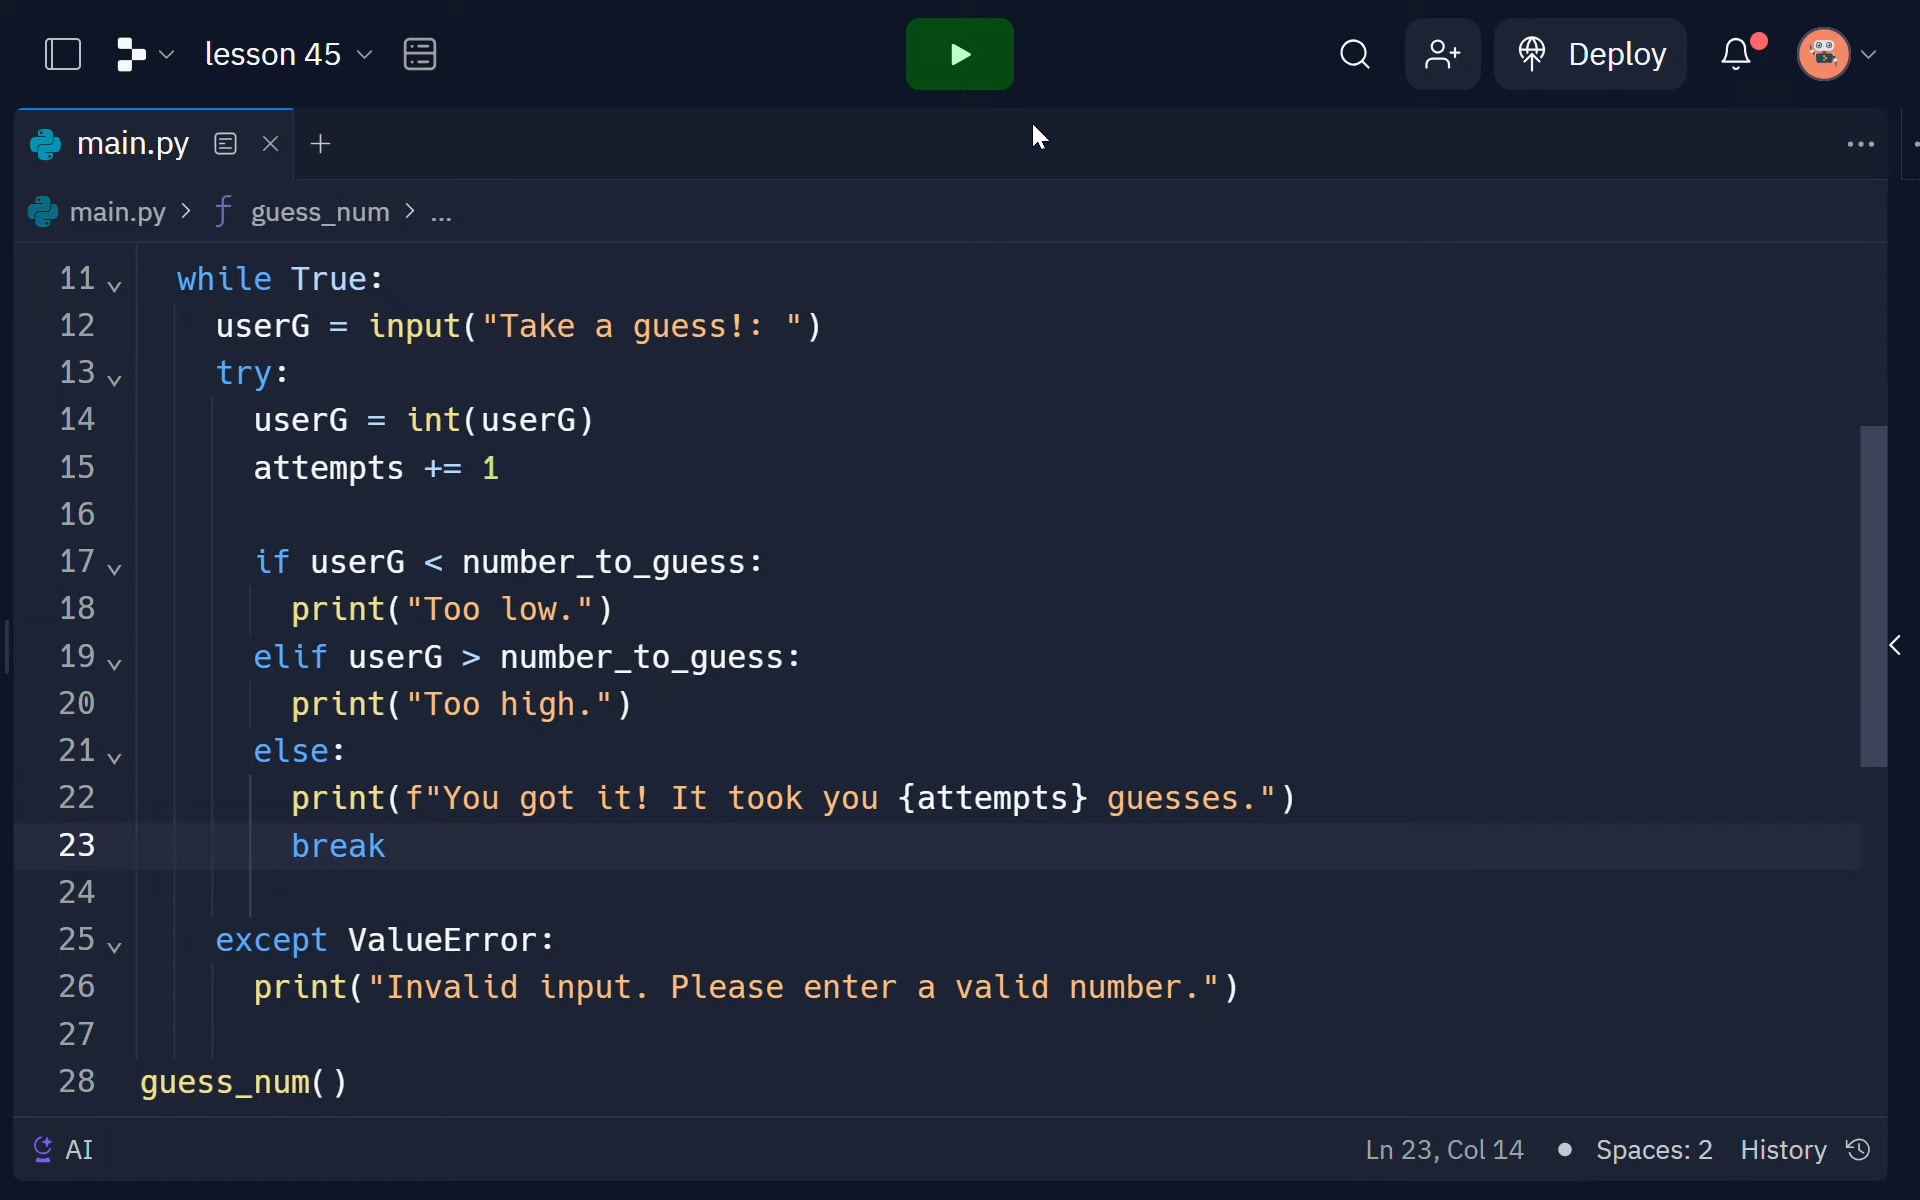 lesson 45
Deploy
main.py
main.py > guess_num > ...
11 while True:
12 userG = input("Take a guess!: ")
13 try:
14 userG = int(userG)
15 attempts += 1
16
17 if userG < number_to_guess:
18 print("Too low.")
19 elif userG > number_to_guess:
20 print("Too high.")
21 else:
22 print(f"You got it! It took you {attempts} guesses.")
23 break
24
25 except ValueError:
26 print("Invalid input. Please enter a valid number.")
27
28 guess_num()
AI
Ln 23, Col 14 Spaces: 2 History